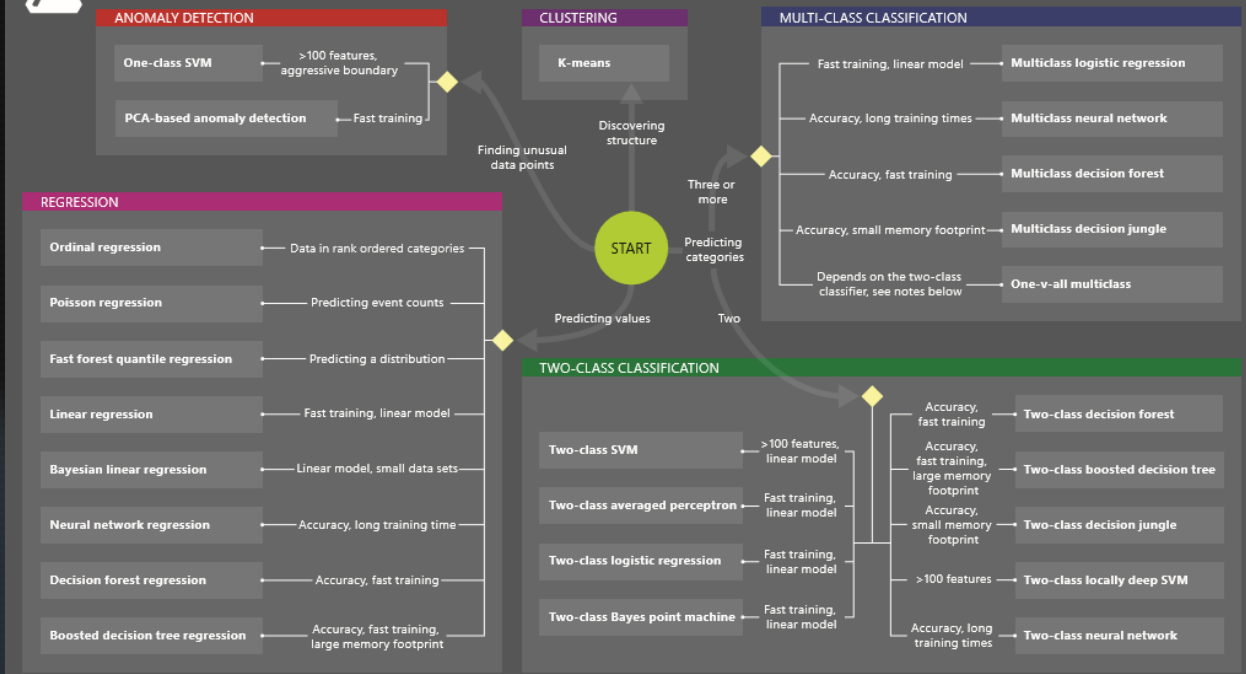 ANOMALY DETECTION
One-class SVM
>100 features,
aggressive boundary
PCA-based anomaly detection
Fast training
CLUSTERING
K-means
MULTI-CLASS CLASSIFICATION
Fast training, linear model
Multiclass logistic regression
Accuracy, long training times
Multiclass neural network
Accuracy, fast training
Multiclass decision forest
Accuracy, small memory footprint
Multiclass decision jungle
Depends on the two-class
classifier, see notes below
One-v-all multiclass
Finding unusual
data points
Discovering
structure
Three or
more
START
Predicting
categories
Predicting values
Two
REGRESSION
Ordinal regression
Data in rank ordered categories
Poisson regression
Predicting event counts
Fast forest quantile regression
Predicting a distribution
Linear regression
Fast training, linear model
Bayesian linear regression
Linear model, small data sets
Neural network regression
Accuracy, long training time
Decision forest regression
Accuracy, fast training
Boosted decision tree regression
Accuracy, fast training,
large memory footprint
TWO-CLASS CLASSIFICATION
Two-class SVM
>100 features,
linear model
Two-class averaged perceptron
Fast training,
linear model
Two-class logistic regression
Fast training,
linear model
Two-class Bayes point machine
Fast training,
linear model
Accuracy,
fast training
Two-class decision forest
Accuracy,
fast training,
large memory
footprint
Two-class boosted decision tree
Accuracy,
small memory
footprint
Two-class decision jungle
>100 features
Two-class locally deep SVM
Accuracy, long
training times
Two-class neural network